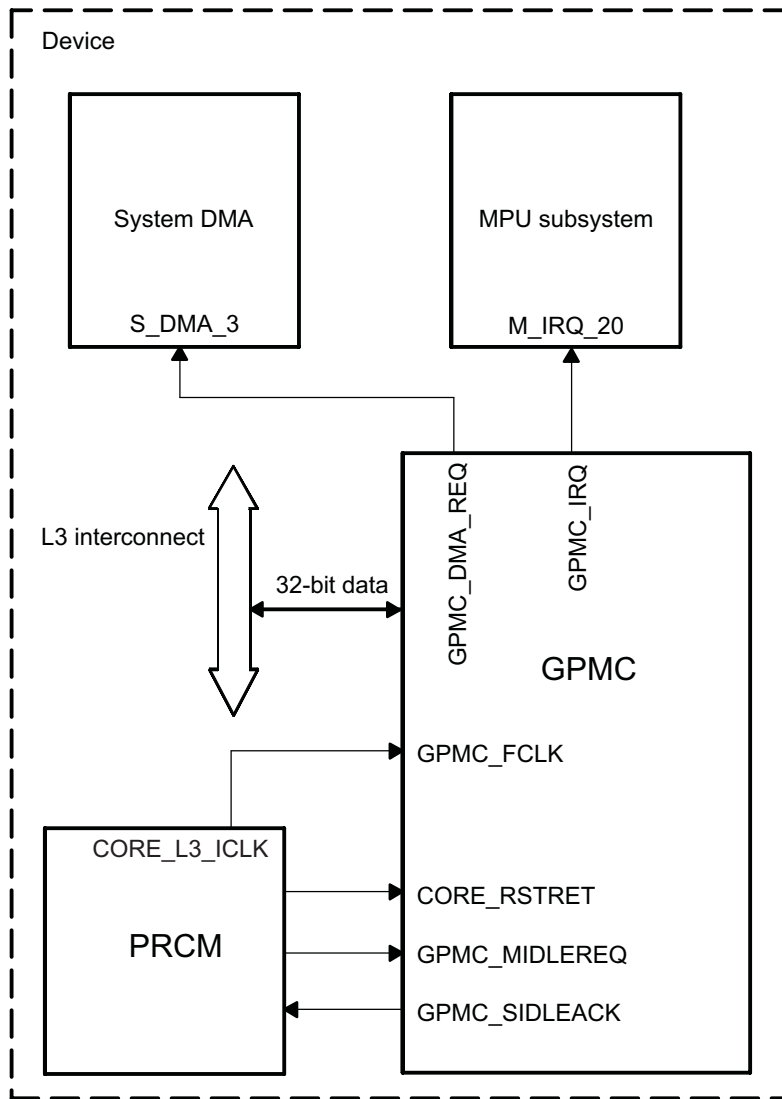 Device
System DMA
MPU subsystem
S_DMA_3
M_IRQ_20
GPMC_DMA_REQ
GPMC_IRQ
L3 interconnect
32-bit data
GPMC
GPMC_FCLK
CORE_L3_ICLK
CORE_RSTRET
PRCM
GPMC_MIDLEREQ
GPMC_SIDLEACK